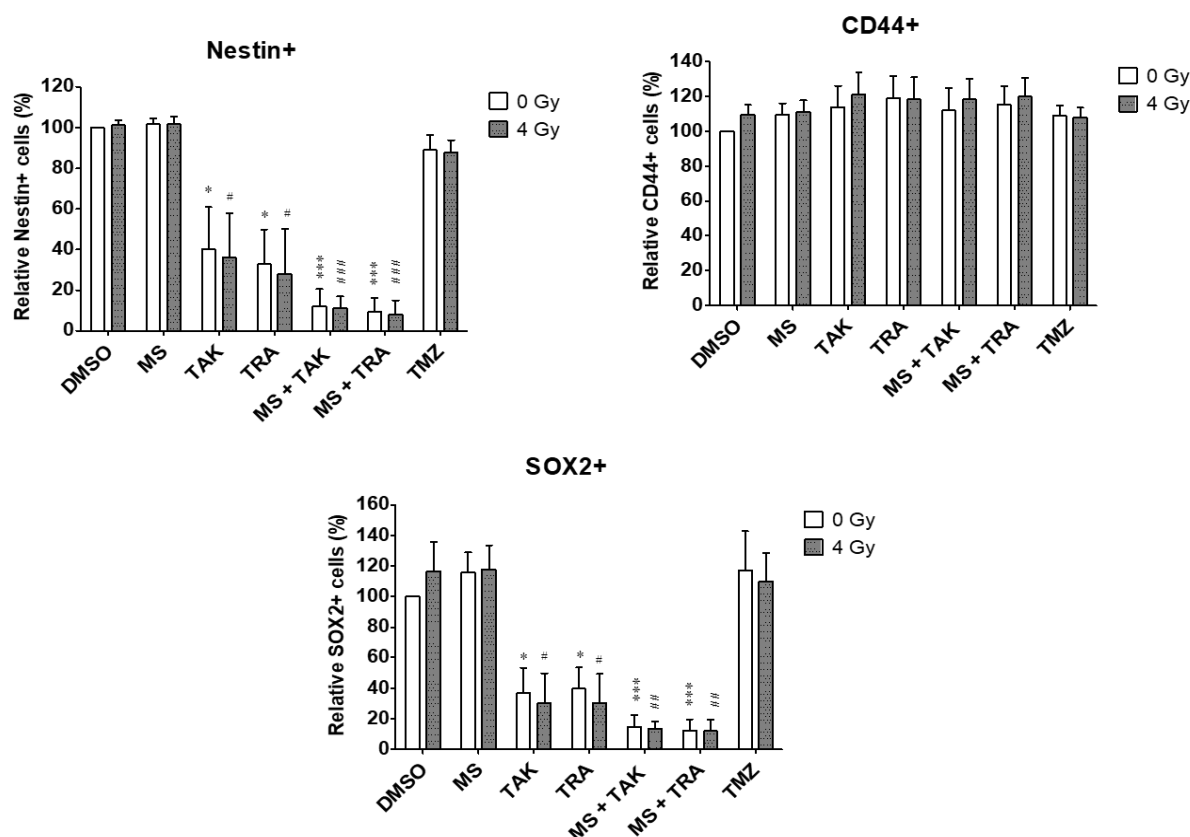 Nestin+
Relative Nestin+ cells (%)
120
100
80
60
40
20
0
0 Gy
4 Gy
*
#
*
#
***
###
***
###
DMSO
MS
TAK
TRA
MS + TAK
MS + TRA
TMZ
CD44+
Relative CD44+ cells (%)
140
120
100
80
60
40
20
0
0 Gy
4 Gy
DMSO
MS
TAK
TRA
MS + TAK
MS + TRA
TMZ
SOX2+
Relative SOX2+ cells (%)
160
140
120
100
80
60
40
20
0
0 Gy
4 Gy
*
#
*
#
***
##
***
##
DMSO
MS
TAK
TRA
MS + TAK
MS + TRA
TMZ